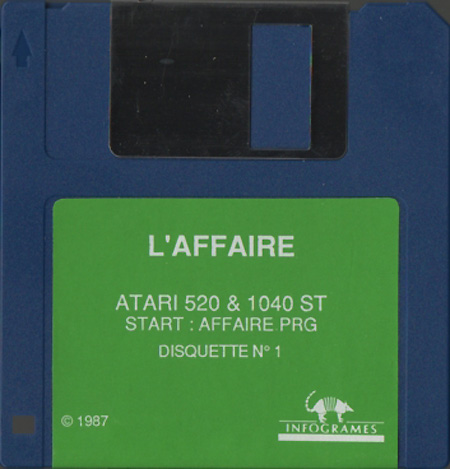 L'AFFAIRE
ATARI 520 & 1040 ST
START : AFFAIRE PRG
DISQUETTE N° 1
© 1987
INFOGRAMES